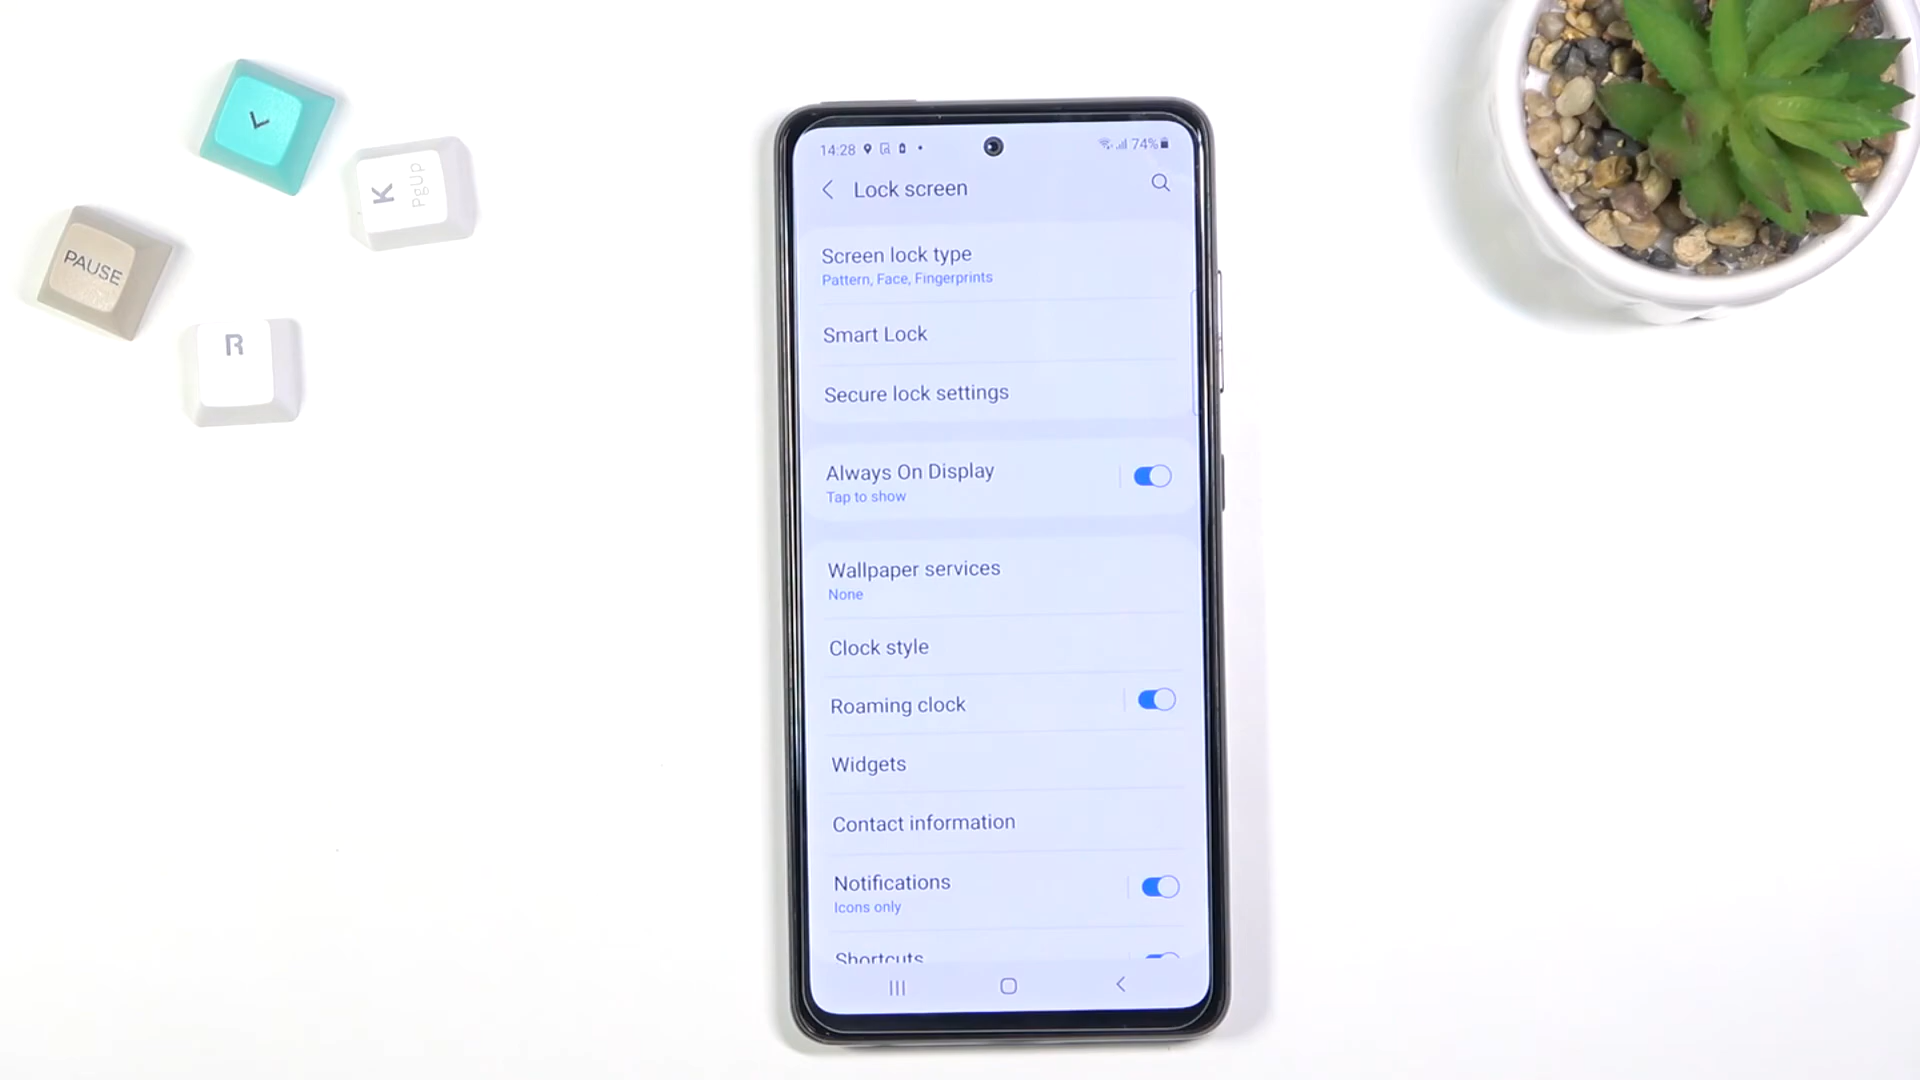 PAUSE
R
K
PgUp
14:28
74%
Lock screen
Screen lock type
Pattern, Face, Fingerprints
Smart Lock
Secure lock settings
Always On Display
Tap to show
Wallpaper services
None
Clock style
Roaming clock
Widgets
Contact information
Notifications
Icons only
Shortcuts